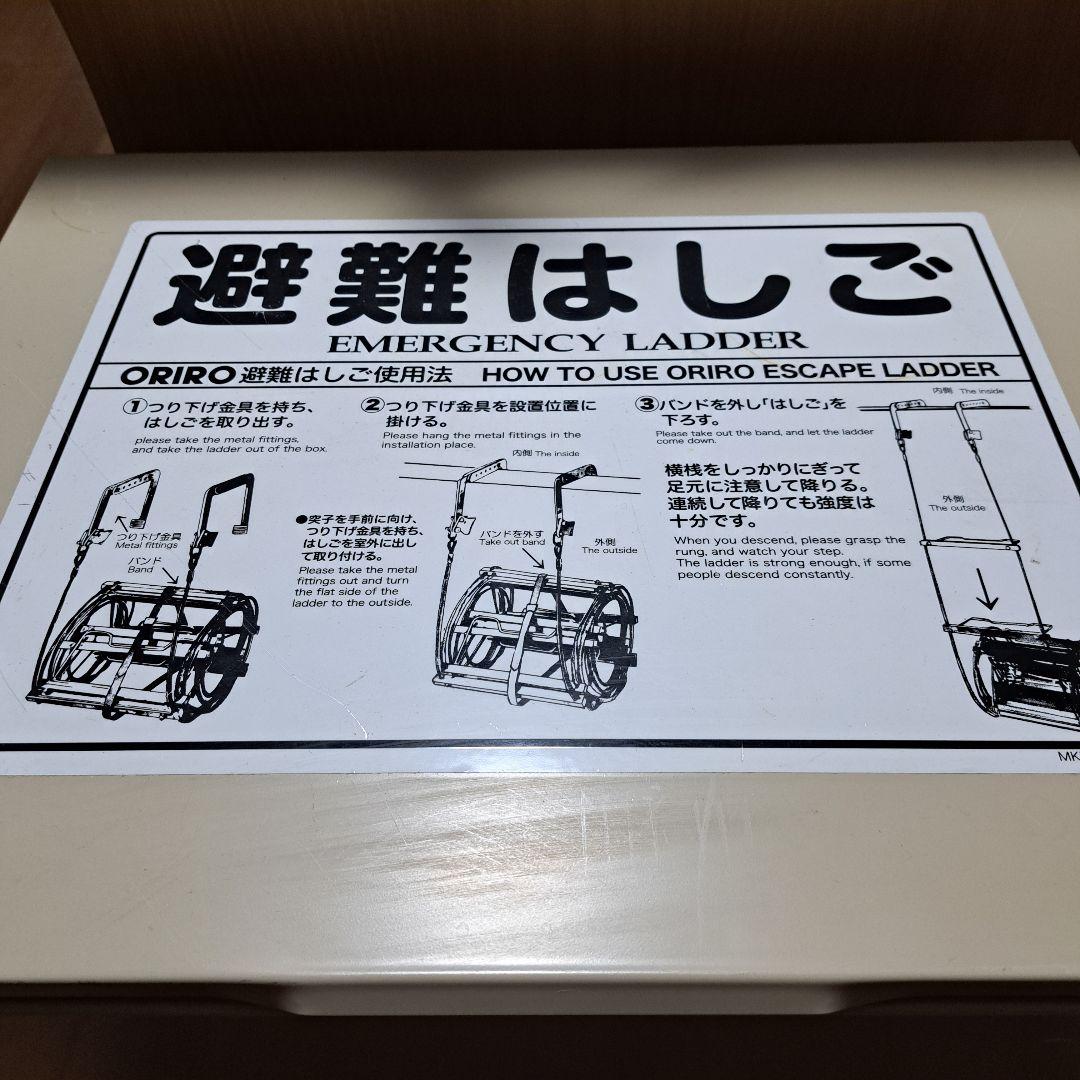 避難はしご
EMERGENCY LADDER
ORIRO避難はしご使用法 HOW TO USE ORIRO ESCAPE LADDER
①つり下げ金具を持ち、
はしごを取り出す。
please take the metal fittings,
and take the ladder out of the box.
つり下げ金具
Metal fittings
バンド
Band
②つり下げ金具を設置位置に
掛ける。
Please hang the metal fittings in the
installation place.
内側 The inside
●突子を手前に向け、
つり下げ金具を持ち、
はしごを室外に出し
て取り付ける。
Please take the metal
fittings out and turn
the flat side of the
ladder to the outside.
バンドを外す
Take out band
外側
The outside
③バンドを外し「はしご」を
下ろす。
Please take out the band, and let the ladder
come down.
内側 The inside
横桟をしっかりにぎって
足元に注意して降りる。
連続して降りても強度は
十分です。
When you descend, please grasp the
rung, and watch your step.
The ladder is strong enough, if some
people descend constantly.
外側
The outside
MK